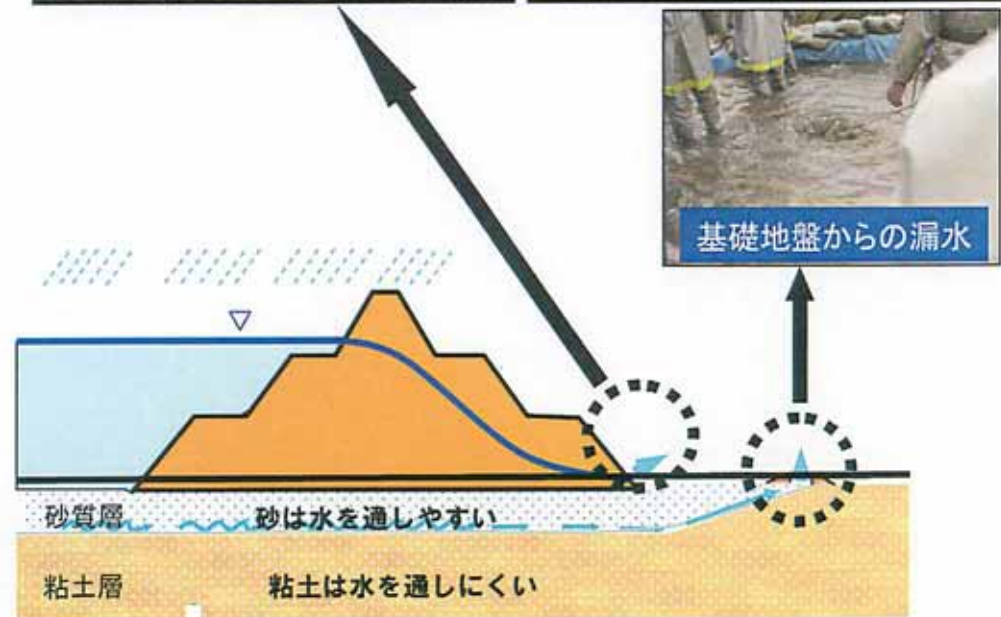 基礎地盤からの漏水
砂質層
砂は水を通しやすい
粘土層
粘土は水を通しにくい